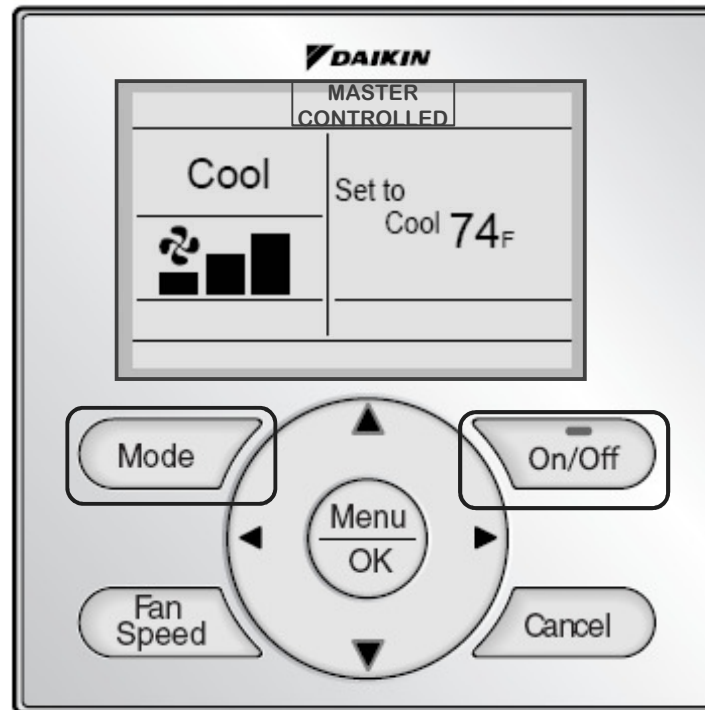 DAIKIN
MASTER
CONTROLLED
Cool
Set to
Cool 74F
Mode
On/Off
Menu
OK
Fan
Speed
Cancel